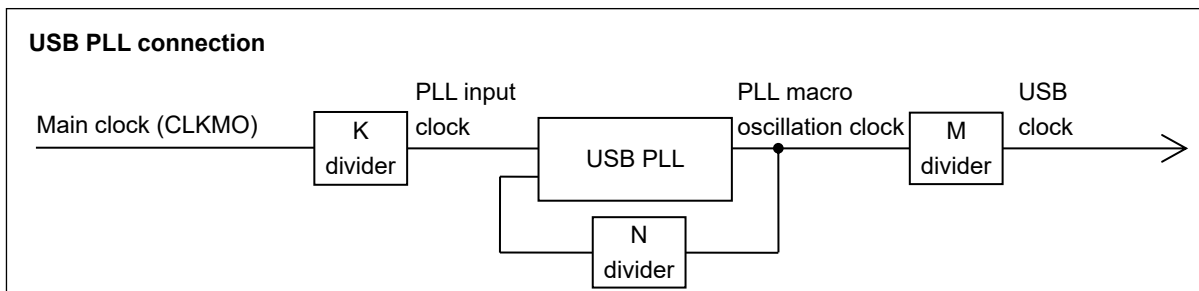 USB PLL connection
Main clock (CLKMO)
K
divider
PLL input
clock
USB PLL
PLL macro
oscillation clock
M
divider
USB
clock
N
divider